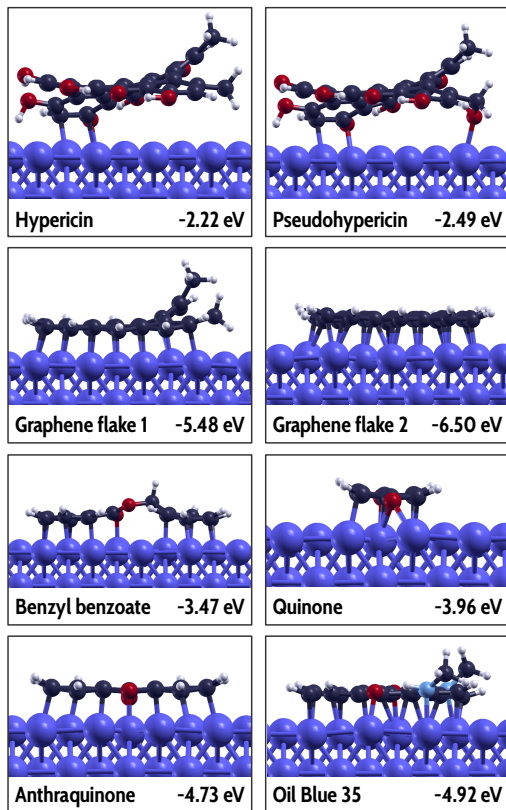 Hypericin -2.22 eV
Pseudohypericin -2.49 eV
Graphene flake 1 -5.48 eV
Graphene flake 2 -6.50 eV
Benzyl benzoate -3.47 eV
Quinone -3.96 eV
Anthraquinone -4.73 eV
Oil Blue 35 -4.92 eV